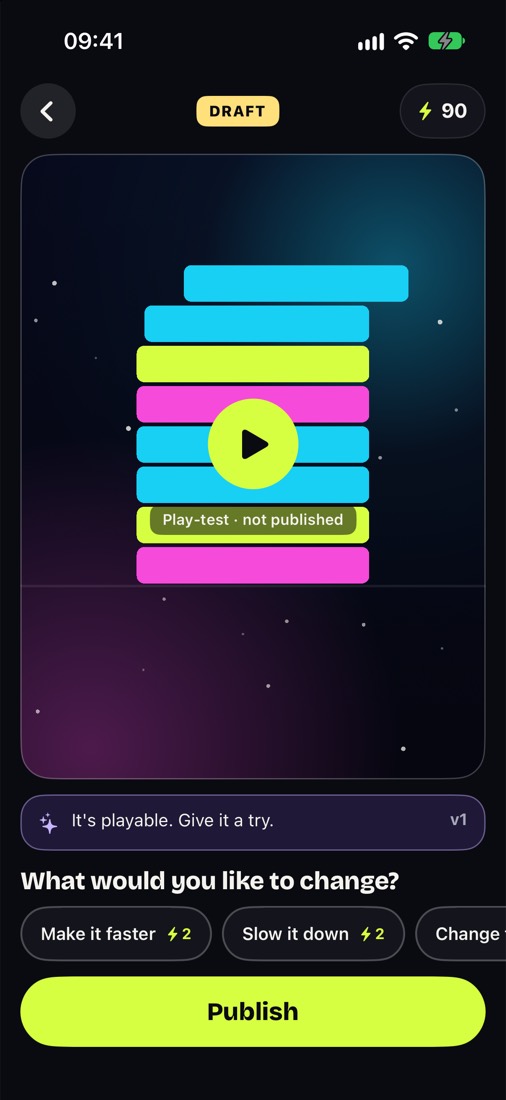 09:41
DRAFT
90
Play-test · not published
It's playable. Give it a try.
v1
What would you like to change?
Make it faster 2
Slow it down 2
Change
Publish